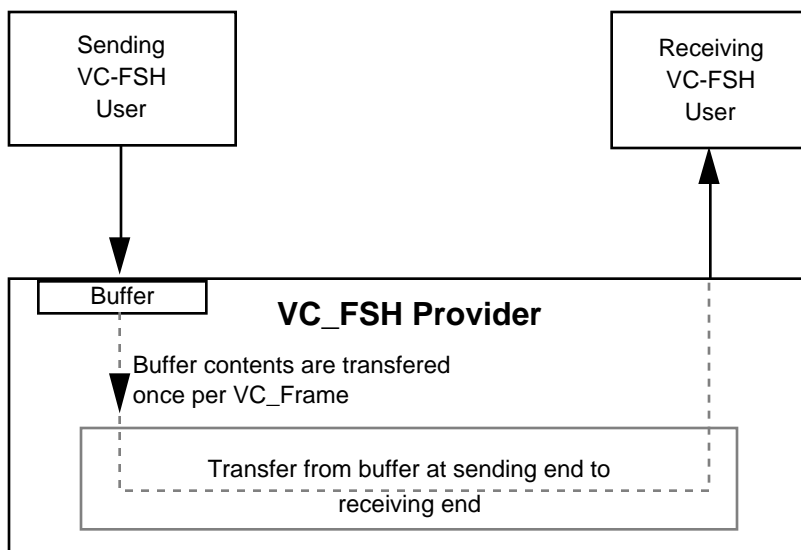 Sending
VC-FSH
User
Receiving
VC-FSH
User
Buffer
VC_FSH Provider
Buffer contents are transfered
once per VC_Frame
Transfer from buffer at sending end to
receiving end